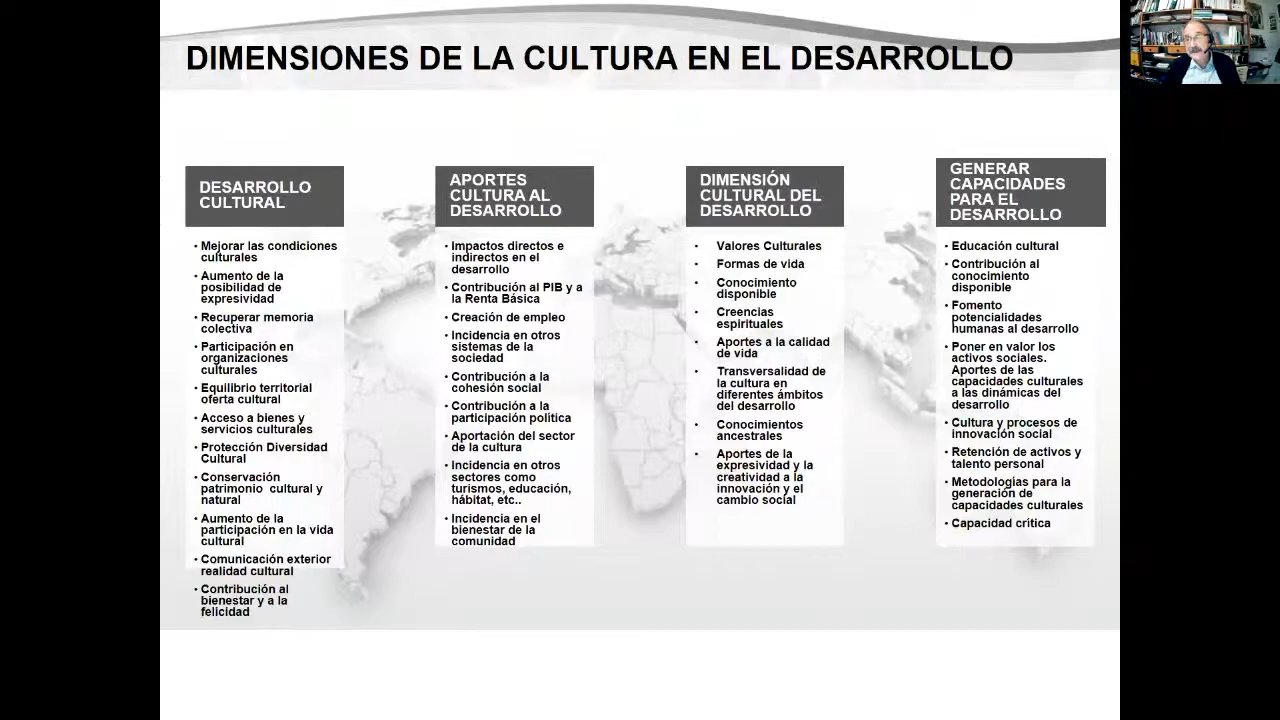 DIMENSIONES DE LA CULTURA EN EL DESARROLLO
DESARROLLO
CULTURAL
• Mejorar las condiciones
culturales
• Aumento de la
posibilidad de
expresividad
• Recuperar memoria
colectiva
• Participación en
organizaciones
culturales
• Equilibrio territorial
oferta cultural
• Acceso a bienes y
servicios culturales
• Protección Diversidad
Cultural
• Conservación
patrimonio cultural y
natural
• Aumento de la
participación en la vida
cultural
• Comunicación exterior
realidad cultural
• Contribución al
bienestar y a la
felicidad
APORTES
CULTURA AL
DESARROLLO
• Impactos directos e
indirectos en el
desarrollo
• Contribución al PIB y a
la Renta Básica
• Creación de empleo
• Incidencia en otros
sistemas de la
sociedad
• Contribución a la
cohesión social
• Contribución a la
participación política
• Aportación del sector
de la cultura
• Incidencia en otros
sectores como
turismos, educación,
hábitat, etc..
• Incidencia en el
bienestar de la
comunidad
DIMENSIÓN
CULTURAL DEL
DESARROLLO
• Valores Culturales
• Formas de vida
• Conocimiento
disponible
• Creencias
espirituales
• Aportes a la calidad
de vida
• Transversalidad de
la cultura en
diferentes ámbitos
del desarrollo
• Conocimientos
ancestrales
• Aportes de la
expresividad y la
creatividad a la
innovación y el
cambio social
GENERAR
CAPACIDADES
PARA EL
DESARROLLO
• Educación cultural
• Contribución al
conocimiento
disponible
• Fomento
potencialidades
humanas al desarrollo
• Poner en valor los
activos sociales.
Aportes de las
capacidades culturales
a las dinámicas del
desarrollo
• Cultura y procesos de
innovación social
• Retención de activos y
talento personal
• Metodologías para la
generación de
capacidades culturales
• Capacidad crítica